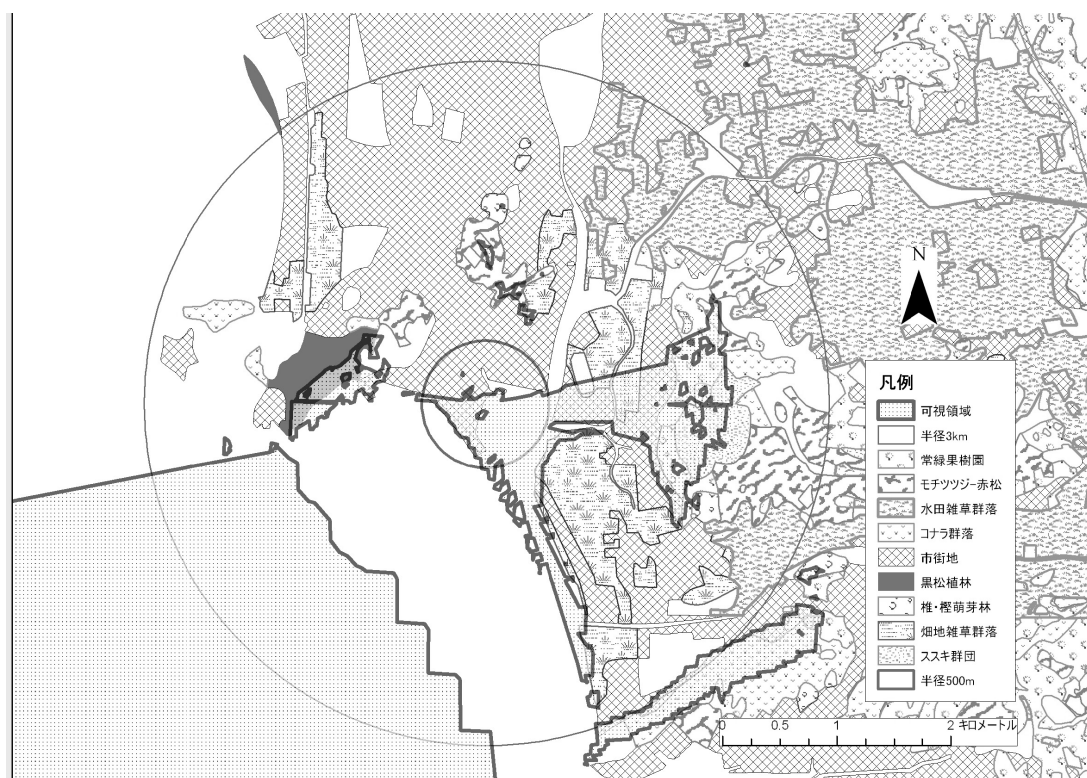 N
凡例
可視領域
半径3km
常緑果樹園
モチツツジー赤松
水田雑草群落
コナラ群落
市街地
黒松植林
椎・樫萌芽林
畑地雑草群落
ススキ群団
半径500m
0 0.5 1 2 キロメートル